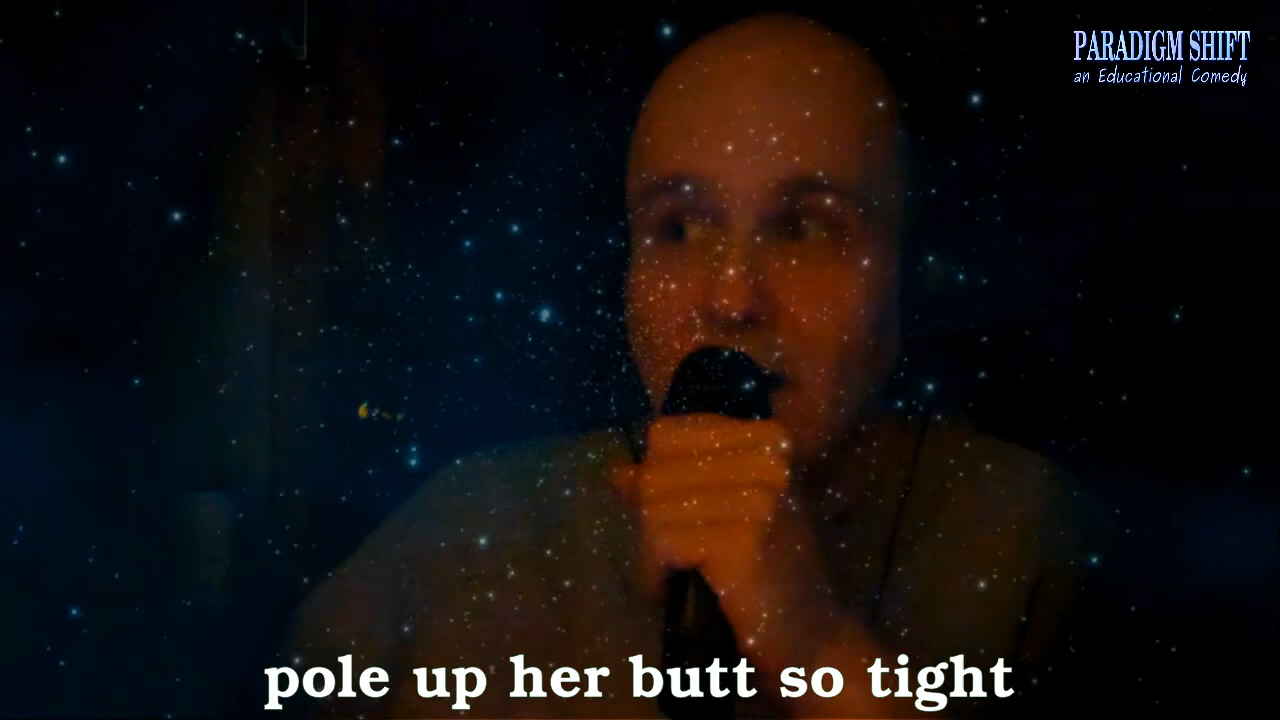 PARADIGM SHIFT
an Educational Comedy
pole up her butt so tight